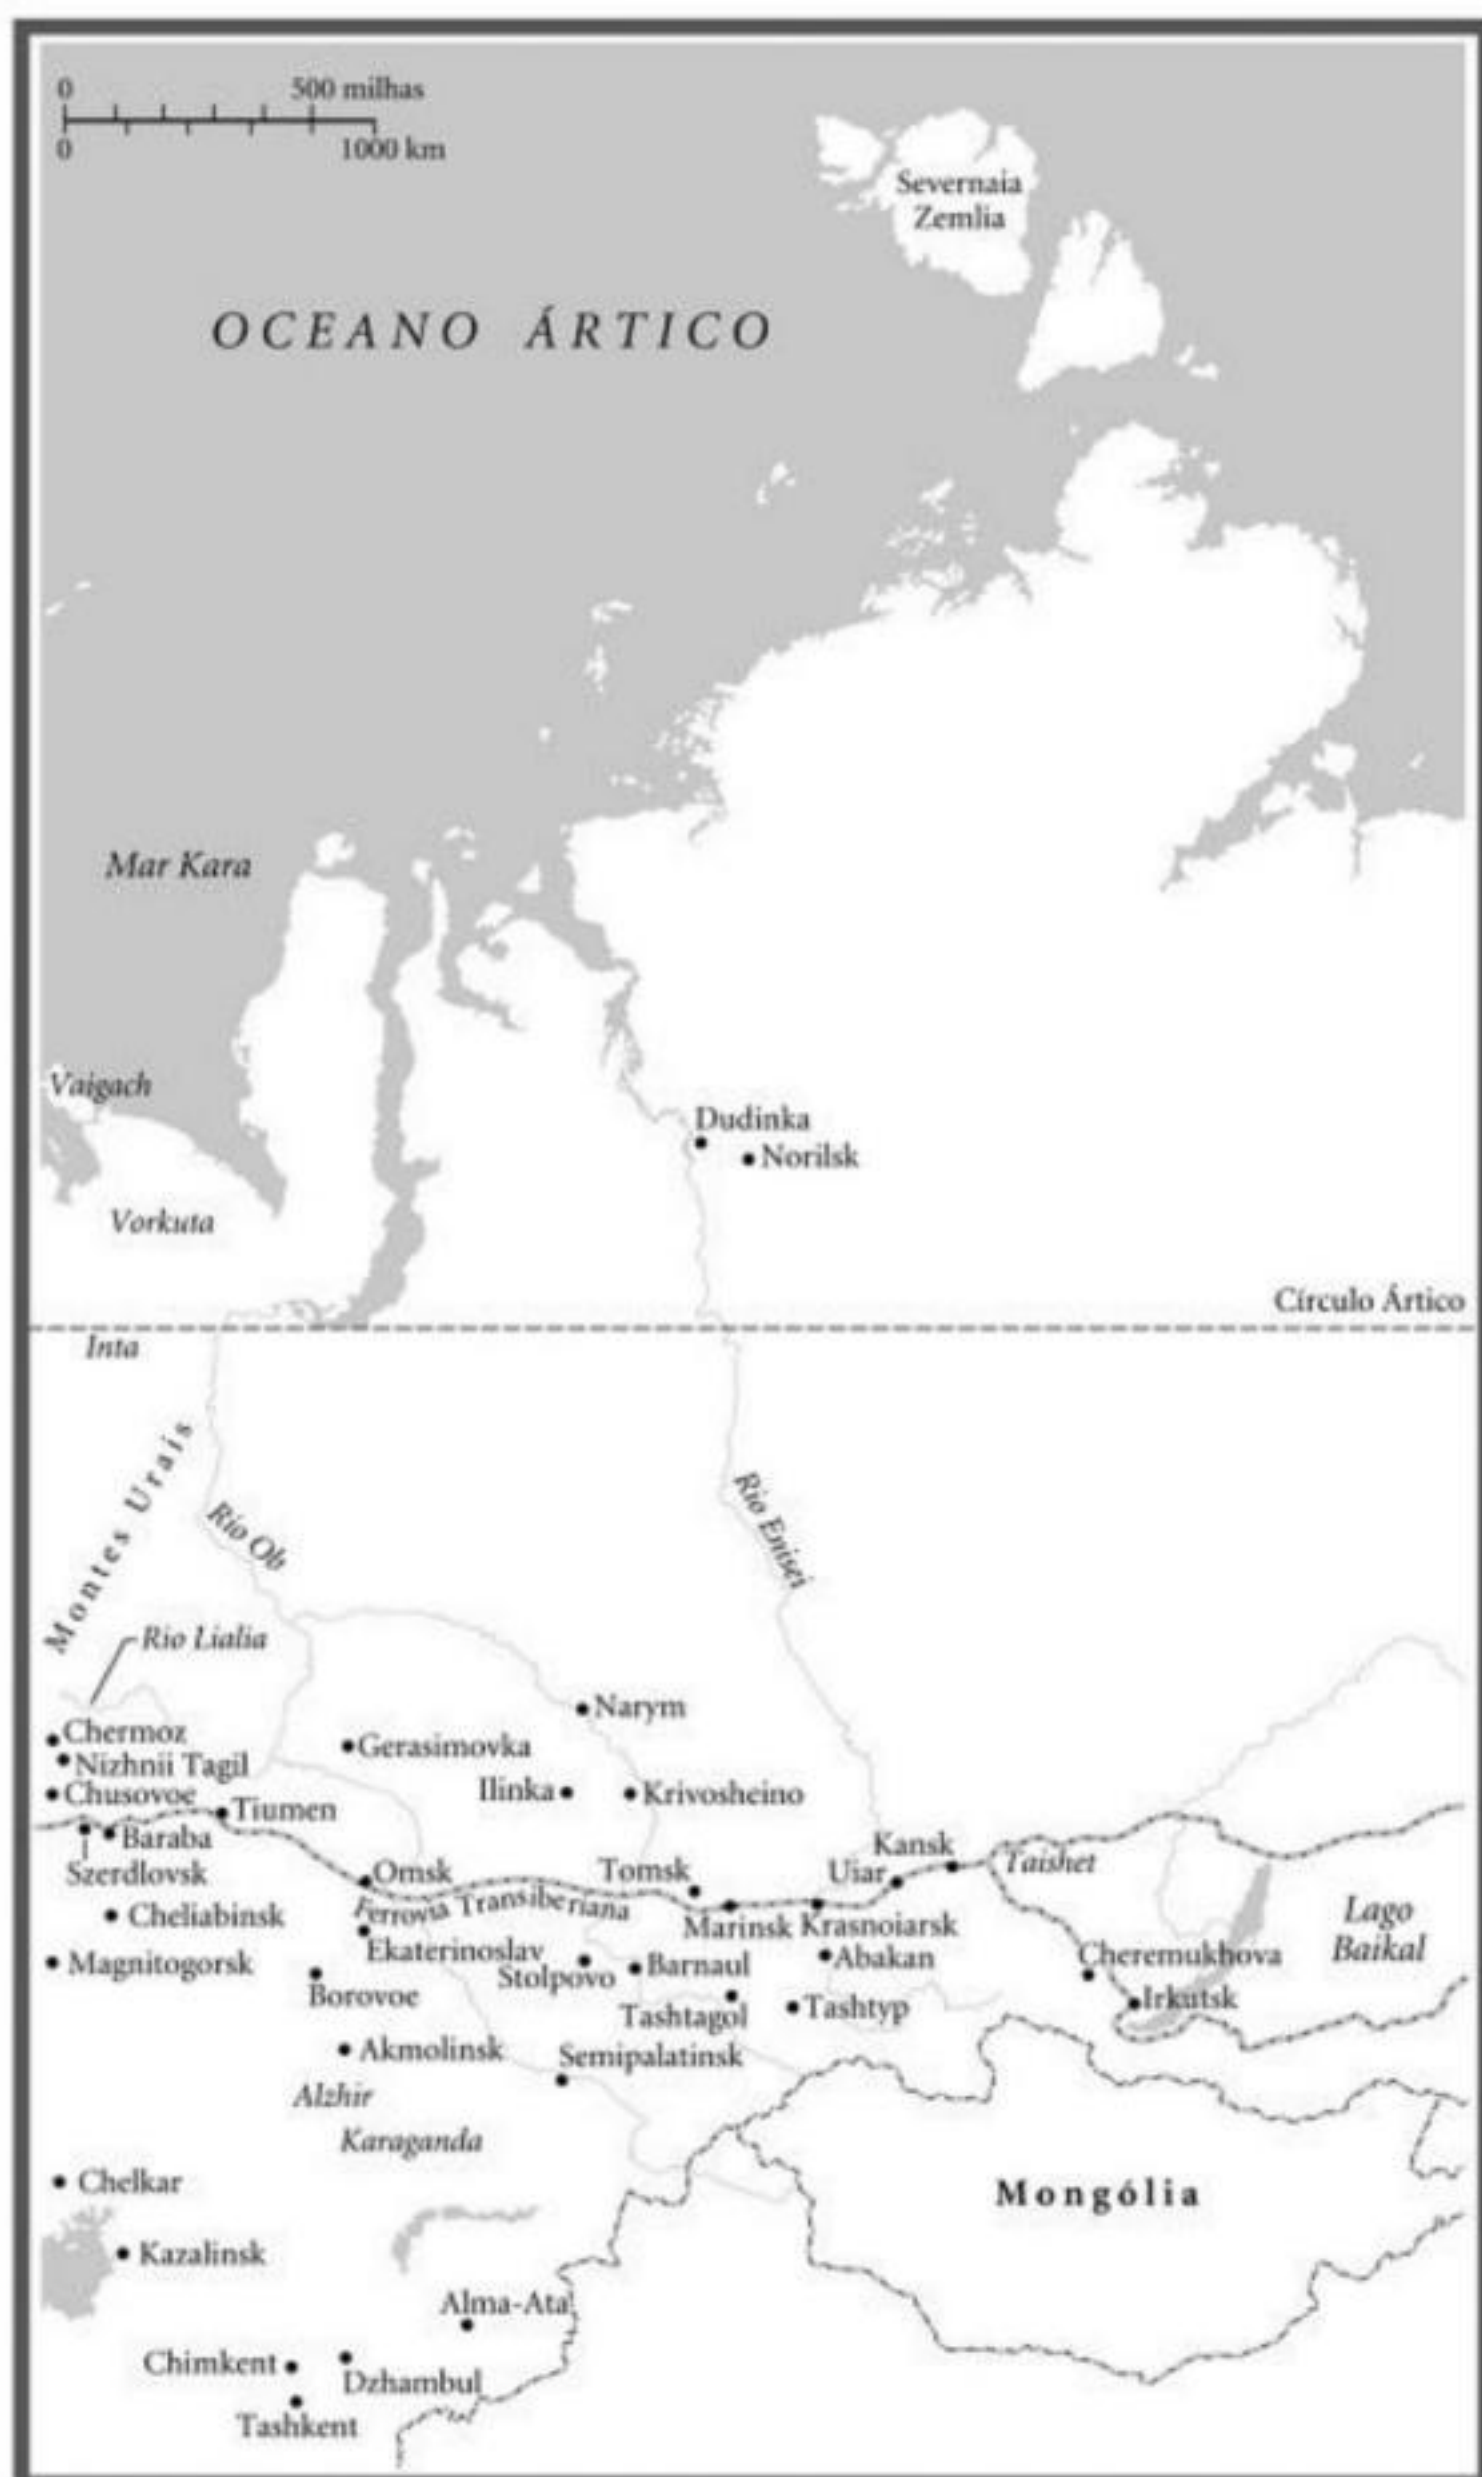 0 500 milhas
0 1000 km
Severnaia
Zemlia
OCEANO ÁRTICO
Mar Kara
Vaigach
Dudinka
Norilsk
Vorkuta
Círculo Ártico
Inta
Montes Urais
Rio Ob
Rio Enisei
Rio Lialia
Narym
Chermoz
Gerasimovka
Nizhnii Tagil
Ilinka
Krivosheino
Chusovoe
Tiumen
Baraba
Szerdlovsk
Omsk
Tomsk
Uiar
Kansk
Taishet
Ferrovia Transiberiana
Cheliabinsk
Marinsk
Krasnoiarsk
Lago
Baikal
Ekaterinoslav
Magnitogorsk
Stolpovo
Barnaul
Abakan
Cheremukhova
Borovoe
Tashtagol
Tashtyp
Irkutsk
Akmolinsk
Semipalatinsk
Alzhir
Karaganda
Chelkar
Mongólia
Kazalinsk
Alma-Ata
Chimkent
Dzhambul
Tashkent